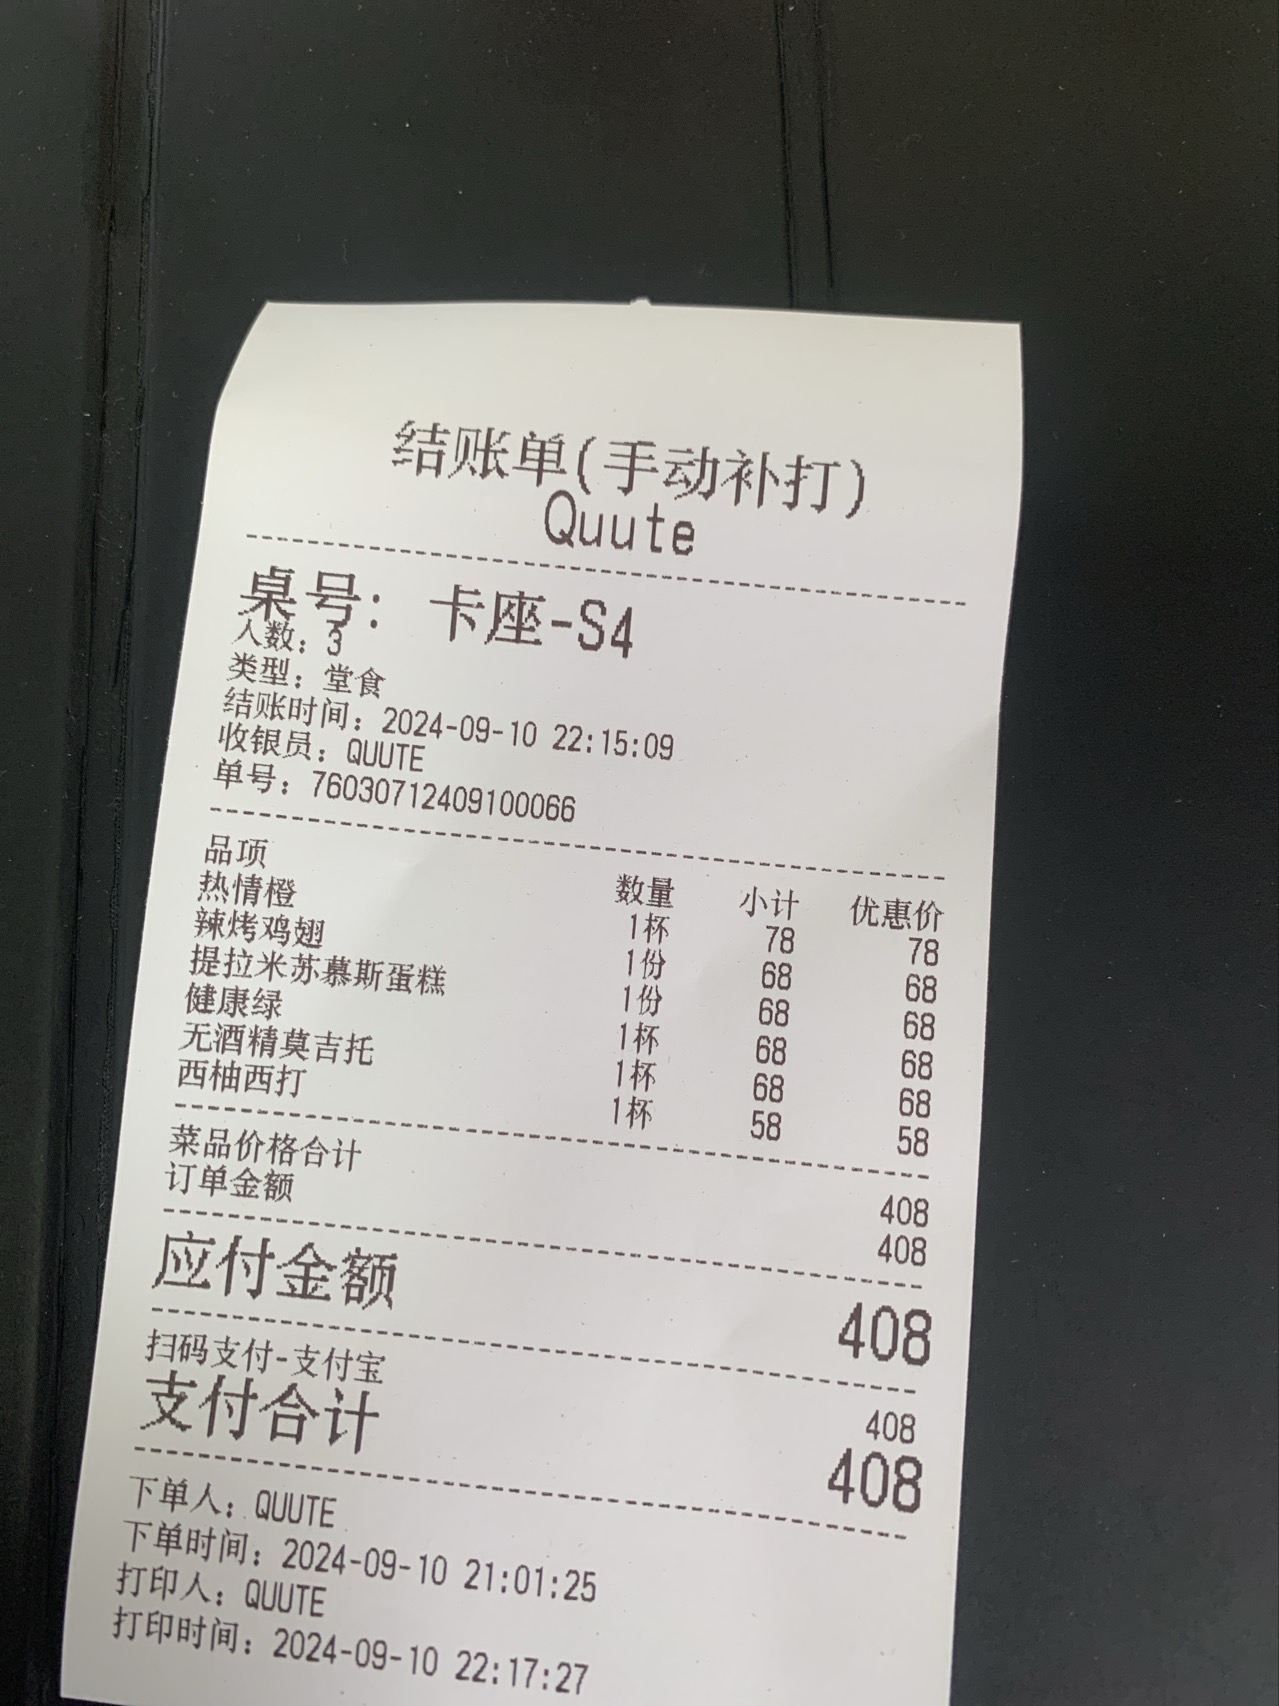 结账单(手动补打)
Quute
桌号: 卡座-S4
人数: 3
类型: 堂食
结账时间: 2024-09-10 22:15:09
收银员: QUUTE
单号: 76030712409100066
品项 数量 小计 优惠价
热情橙 1杯 78 78
辣烤鸡翅 1份 68 68
提拉米苏慕斯蛋糕 1份 68 68
健康绿 1杯 68 68
无酒精莫吉托 1杯 68 68
西柚西打 1杯 58 58
菜品价格合计 408
订单金额 408
应付金额 408
扫码支付-支付宝 408
支付合计 408
下单人: QUUTE
下单时间: 2024-09-10 21:01:25
打印人: QUUTE
打印时间: 2024-09-10 22:17:27